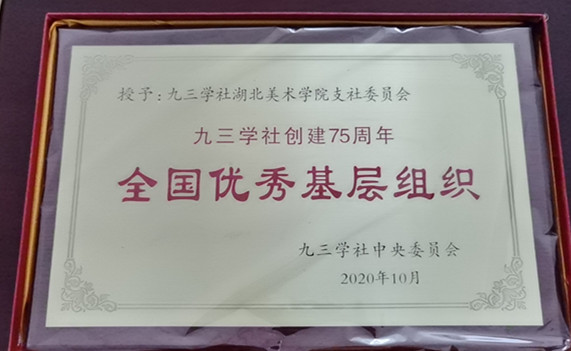 授予：九三学社湖北美术学院支社委员会
九三学社创建75周年
全国优秀基层组织
九三学社中央委员会
2020年10月